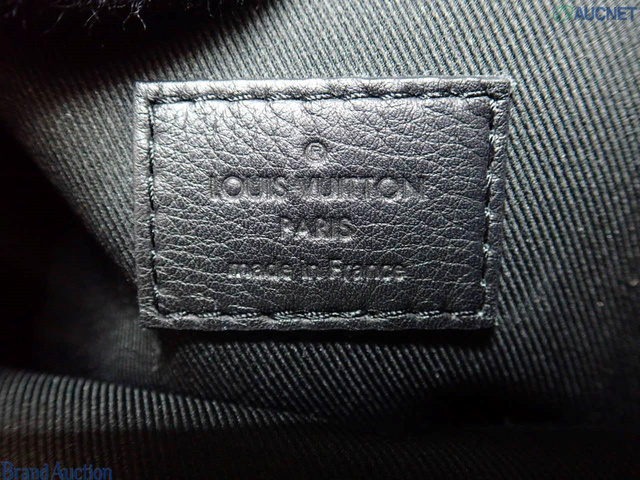 AUCNET
®
LOUIS VUITTON
PARIS
made in France
Brand Auction